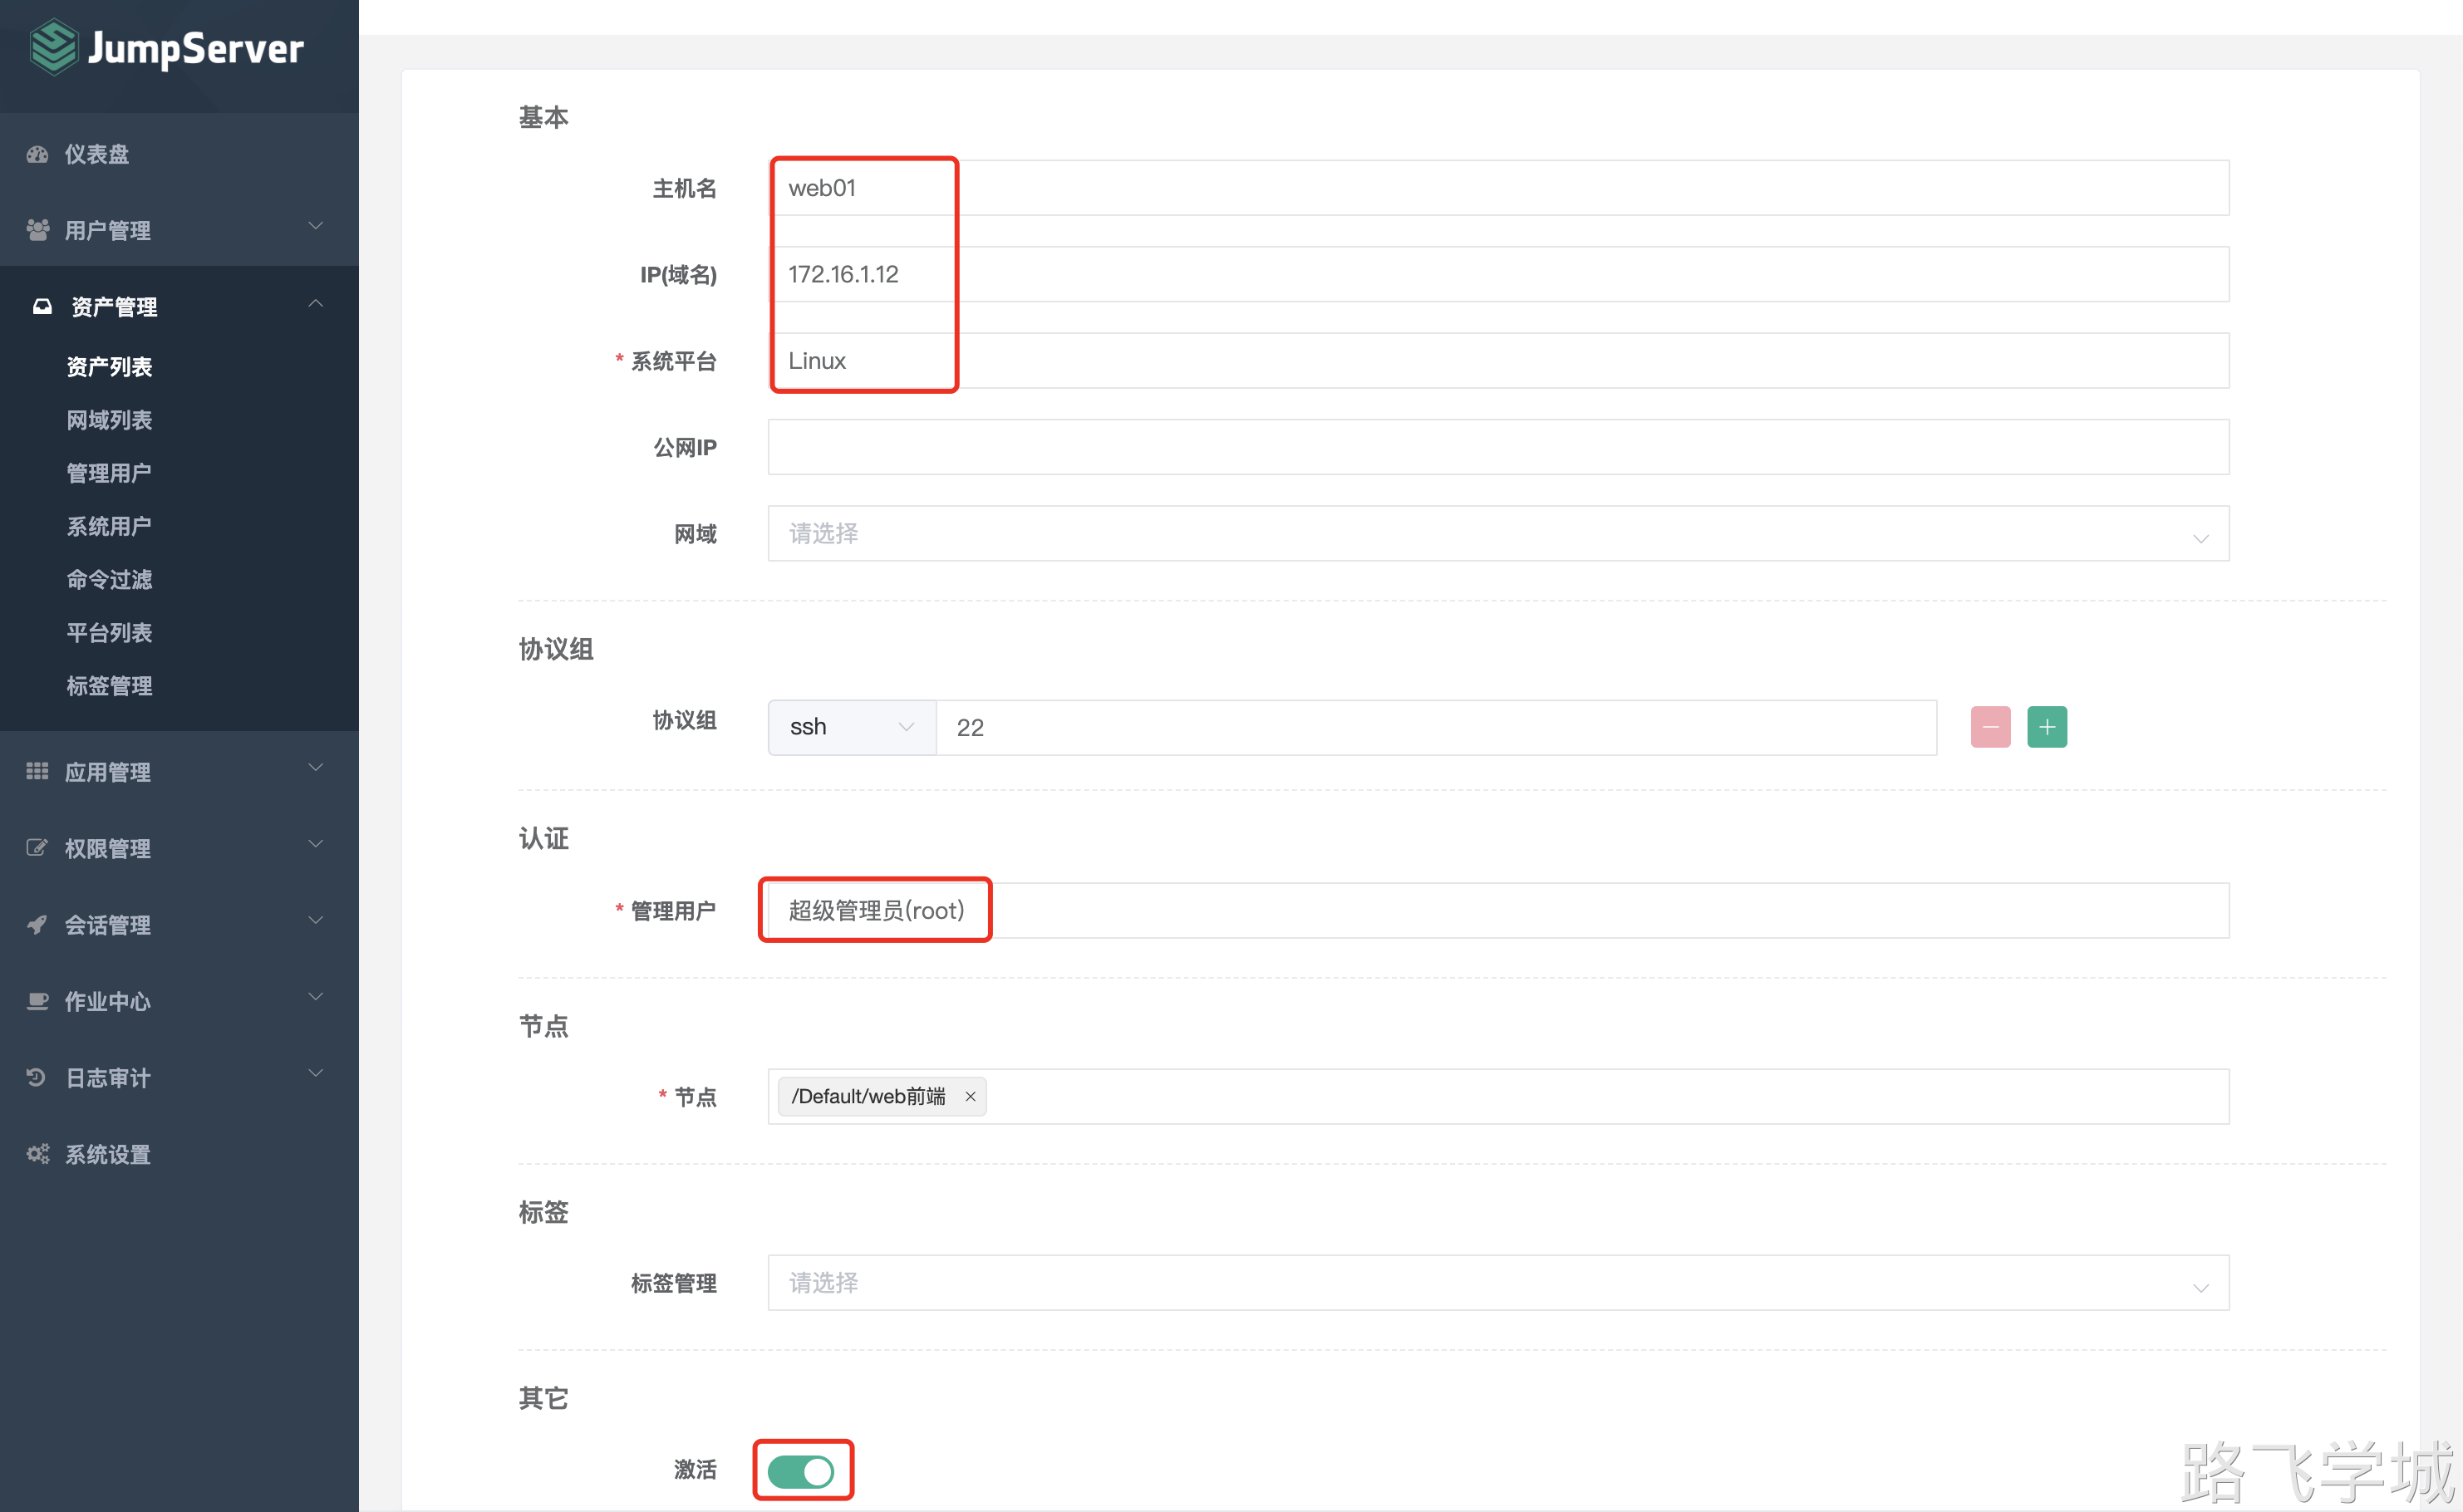 JumpServer
仪表盘
用户管理
资产管理
资产列表
网域列表
管理用户
系统用户
命令过滤
平台列表
标签管理
应用管理
权限管理
会话管理
作业中心
日志审计
系统设置
基本
主机名 web01
IP(域名) 172.16.1.12
* 系统平台 Linux
公网IP
网域 请选择
协议组
协议组 ssh 22
认证
* 管理用户 超级管理员(root)
节点
* 节点 /Default/web前端 ×
标签
标签管理 请选择
其它
激活
路飞学城